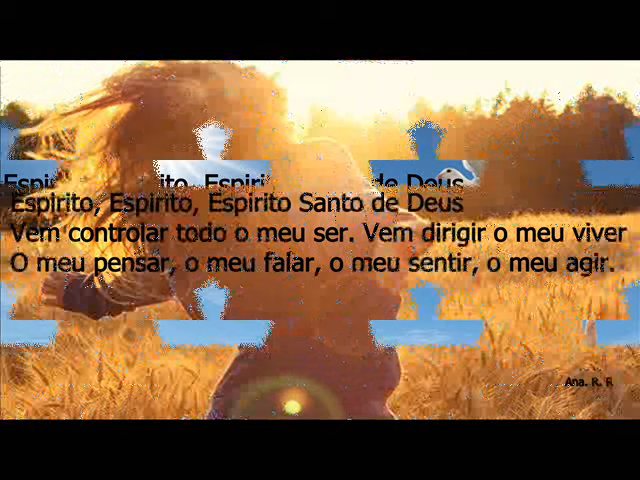 Espirito, Espirito, Espirito Santo de Deus
Vem controlar todo o meu ser. Vem dirigir o meu viver
O meu pensar, o meu falar, o meu sentir, o meu agir.
Ana. R. F